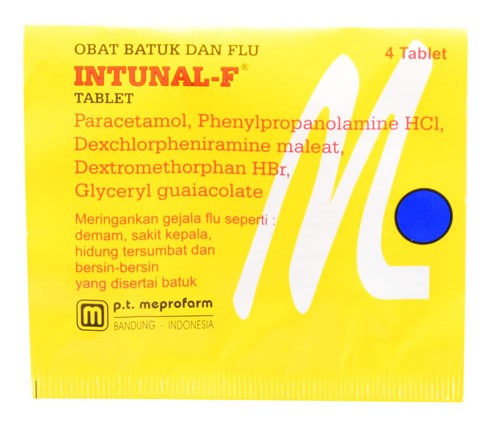 OBAT BATUK DAN FLU
4 Tablet
INTUNAL-F®
TABLET
Paracetamol, Phenylpropanolamine HCl,
Dexchlorpheniramine maleat,
Dextromethorphan HBr,
Glyceryl guaiacolate
Meringankan gejala flu seperti :
demam, sakit kepala,
hidung tersumbat dan
bersin-bersin
yang disertai batuk
m p.t. meprofarm
BANDUNG - INDONESIA